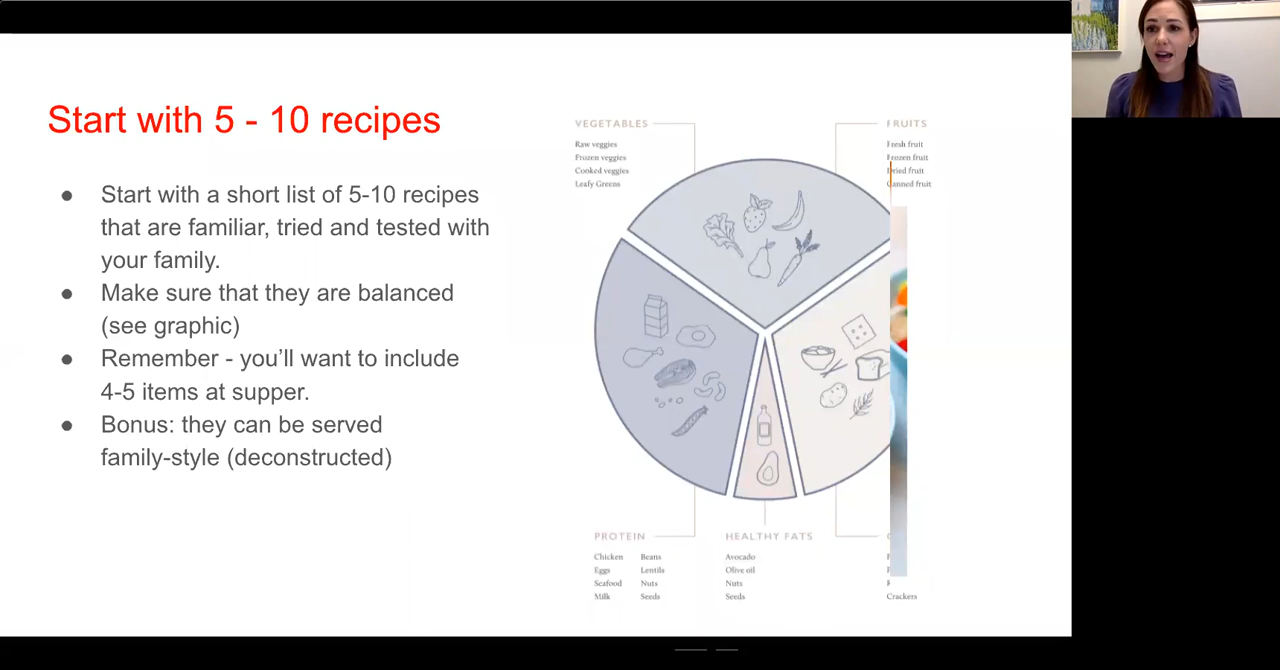 Start with 5 - 10 recipes
● Start with a short list of 5-10 recipes
that are familiar, tried and tested with
your family.
● Make sure that they are balanced
(see graphic)
● Remember - you’ll want to include
4-5 items at supper.
● Bonus: they can be served
family-style (deconstructed)
VEGETABLES
Raw veggies
Frozen veggies
Cooked veggies
Leafy Greens
FRUITS
Fresh fruit
Frozen fruit
Dried fruit
Canned fruit
PROTEIN
Chicken Beans
Eggs Lentils
Seafood Nuts
Milk Seeds
HEALTHY FATS
Avocado
Olive oil
Nuts
Seeds
Crackers